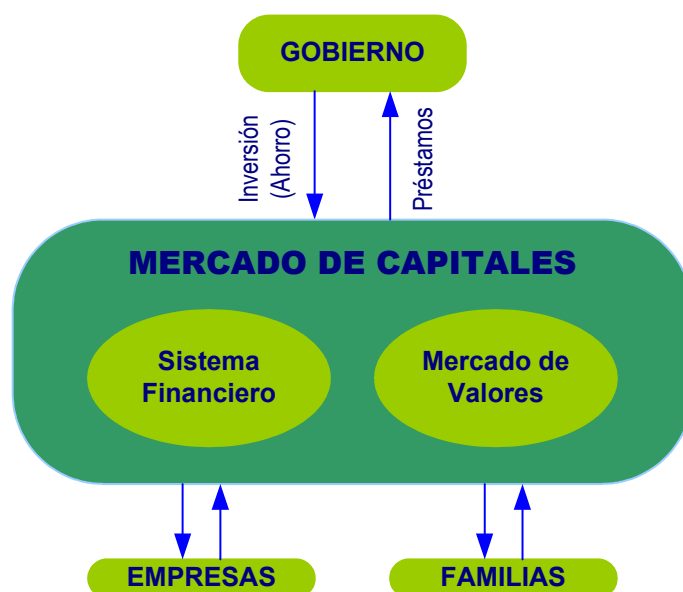 GOBIERNO
Inversión
(Ahorro)
Préstamos
MERCADO DE CAPITALES
Sistema
Financiero
Mercado de
Valores
EMPRESAS
FAMILIAS